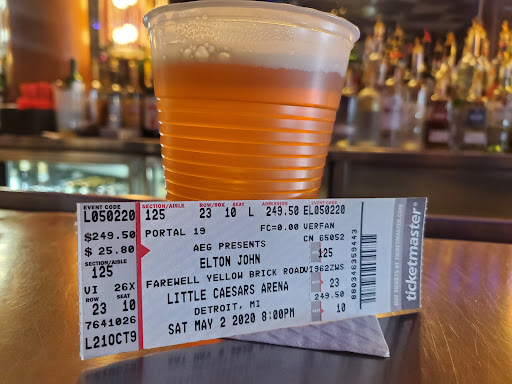 EVENT CODE SECTION/AISLE ROW/BOX SEAT ADMISSION EVENT CODE
L050220 125 23 10 L 249.50 EL050220
$249.50 PORTAL 19 FC=0.00 VERFAN
$ 25.80 AEG PRESENTS CN 65052
SECTION/AISLE ELTON JOHN 125
125 FAREWELL YELLOW BRICK ROAD
VI 26X LITTLE CAESARS ARENA 23
ROW SEAT DETROIT, MI 249.50
23 10 SAT MAY 2 2020 8:00PM 10
7641026
L21OCT9
8803465359443
ticketmaster